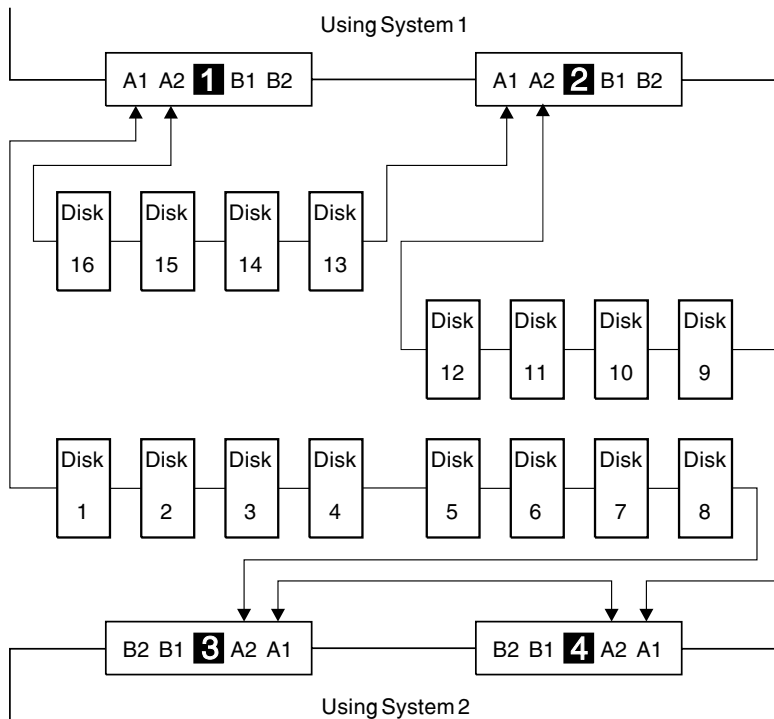 Using System 1
A1 A2 1 B1 B2
A1 A2 2 B1 B2
Disk 16
Disk 15
Disk 14
Disk 13
Disk 12
Disk 11
Disk 10
Disk 9
Disk 1
Disk 2
Disk 3
Disk 4
Disk 5
Disk 6
Disk 7
Disk 8
B2 B1 3 A2 A1
B2 B1 4 A2 A1
Using System 2